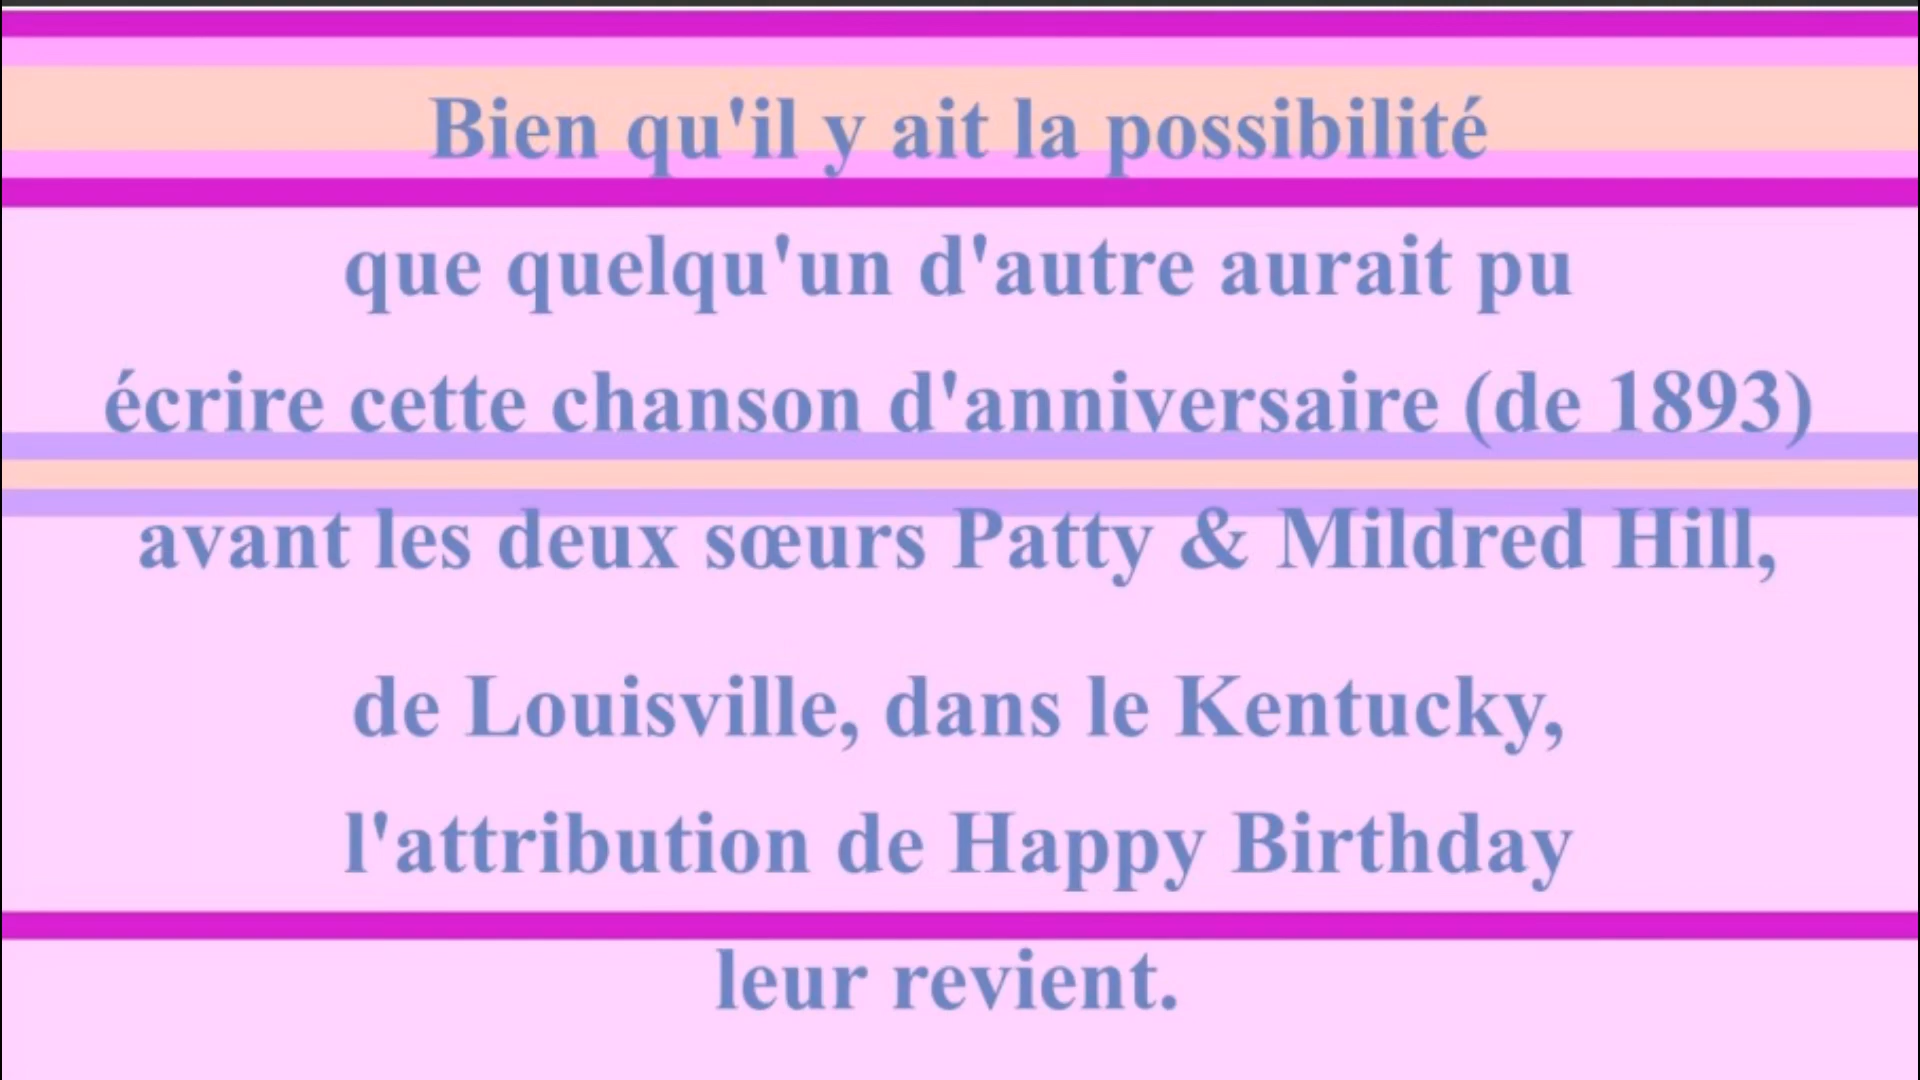 Bien qu'il y ait la possibilité
que quelqu'un d'autre aurait pu
écrire cette chanson d'anniversaire (de 1893)
avant les deux sœurs Patty & Mildred Hill,
de Louisville, dans le Kentucky,
l'attribution de Happy Birthday
leur revient.